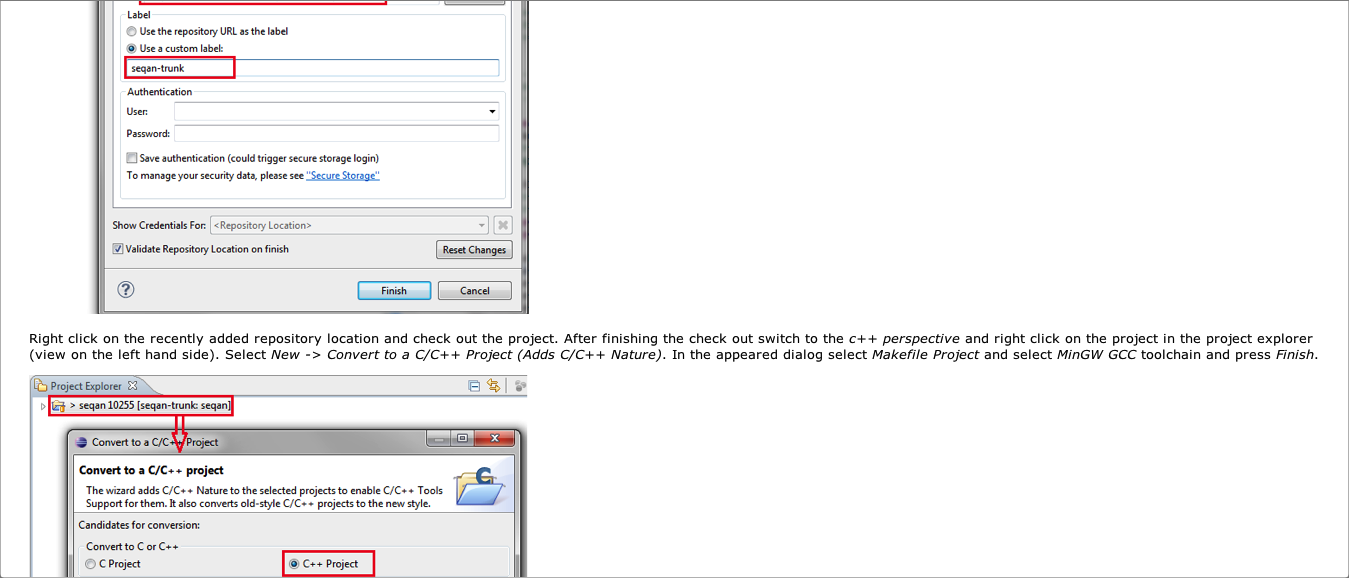 Label
Use the repository URL as the label
Use a custom label:
seqan-trunk
Authentication
User:
Password:
Save authentication (could trigger secure storage login)
To manage your security data, please see "Secure Storage"
Show Credentials For: <Repository Location>
Validate Repository Location on finish Reset Changes
? Finish Cancel
Right click on the recently added repository location and check out the project. After finishing the check out switch to the c++ perspective and right click on the project in the project explorer
(view on the left hand side). Select New -> Convert to a C/C++ Project (Adds C/C++ Nature). In the appeared dialog select Makefile Project and select MinGW GCC toolchain and press Finish.
Project Explorer
> seqan 10255 [seqan-trunk: seqan]
Convert to a C/C++ Project
Convert to a C/C++ project
The wizard adds C/C++ Nature to the selected projects to enable C/C++ Tools
Support for them. It also converts old-style C/C++ projects to the new style.
Candidates for conversion:
Convert to C or C++
C Project C++ Project